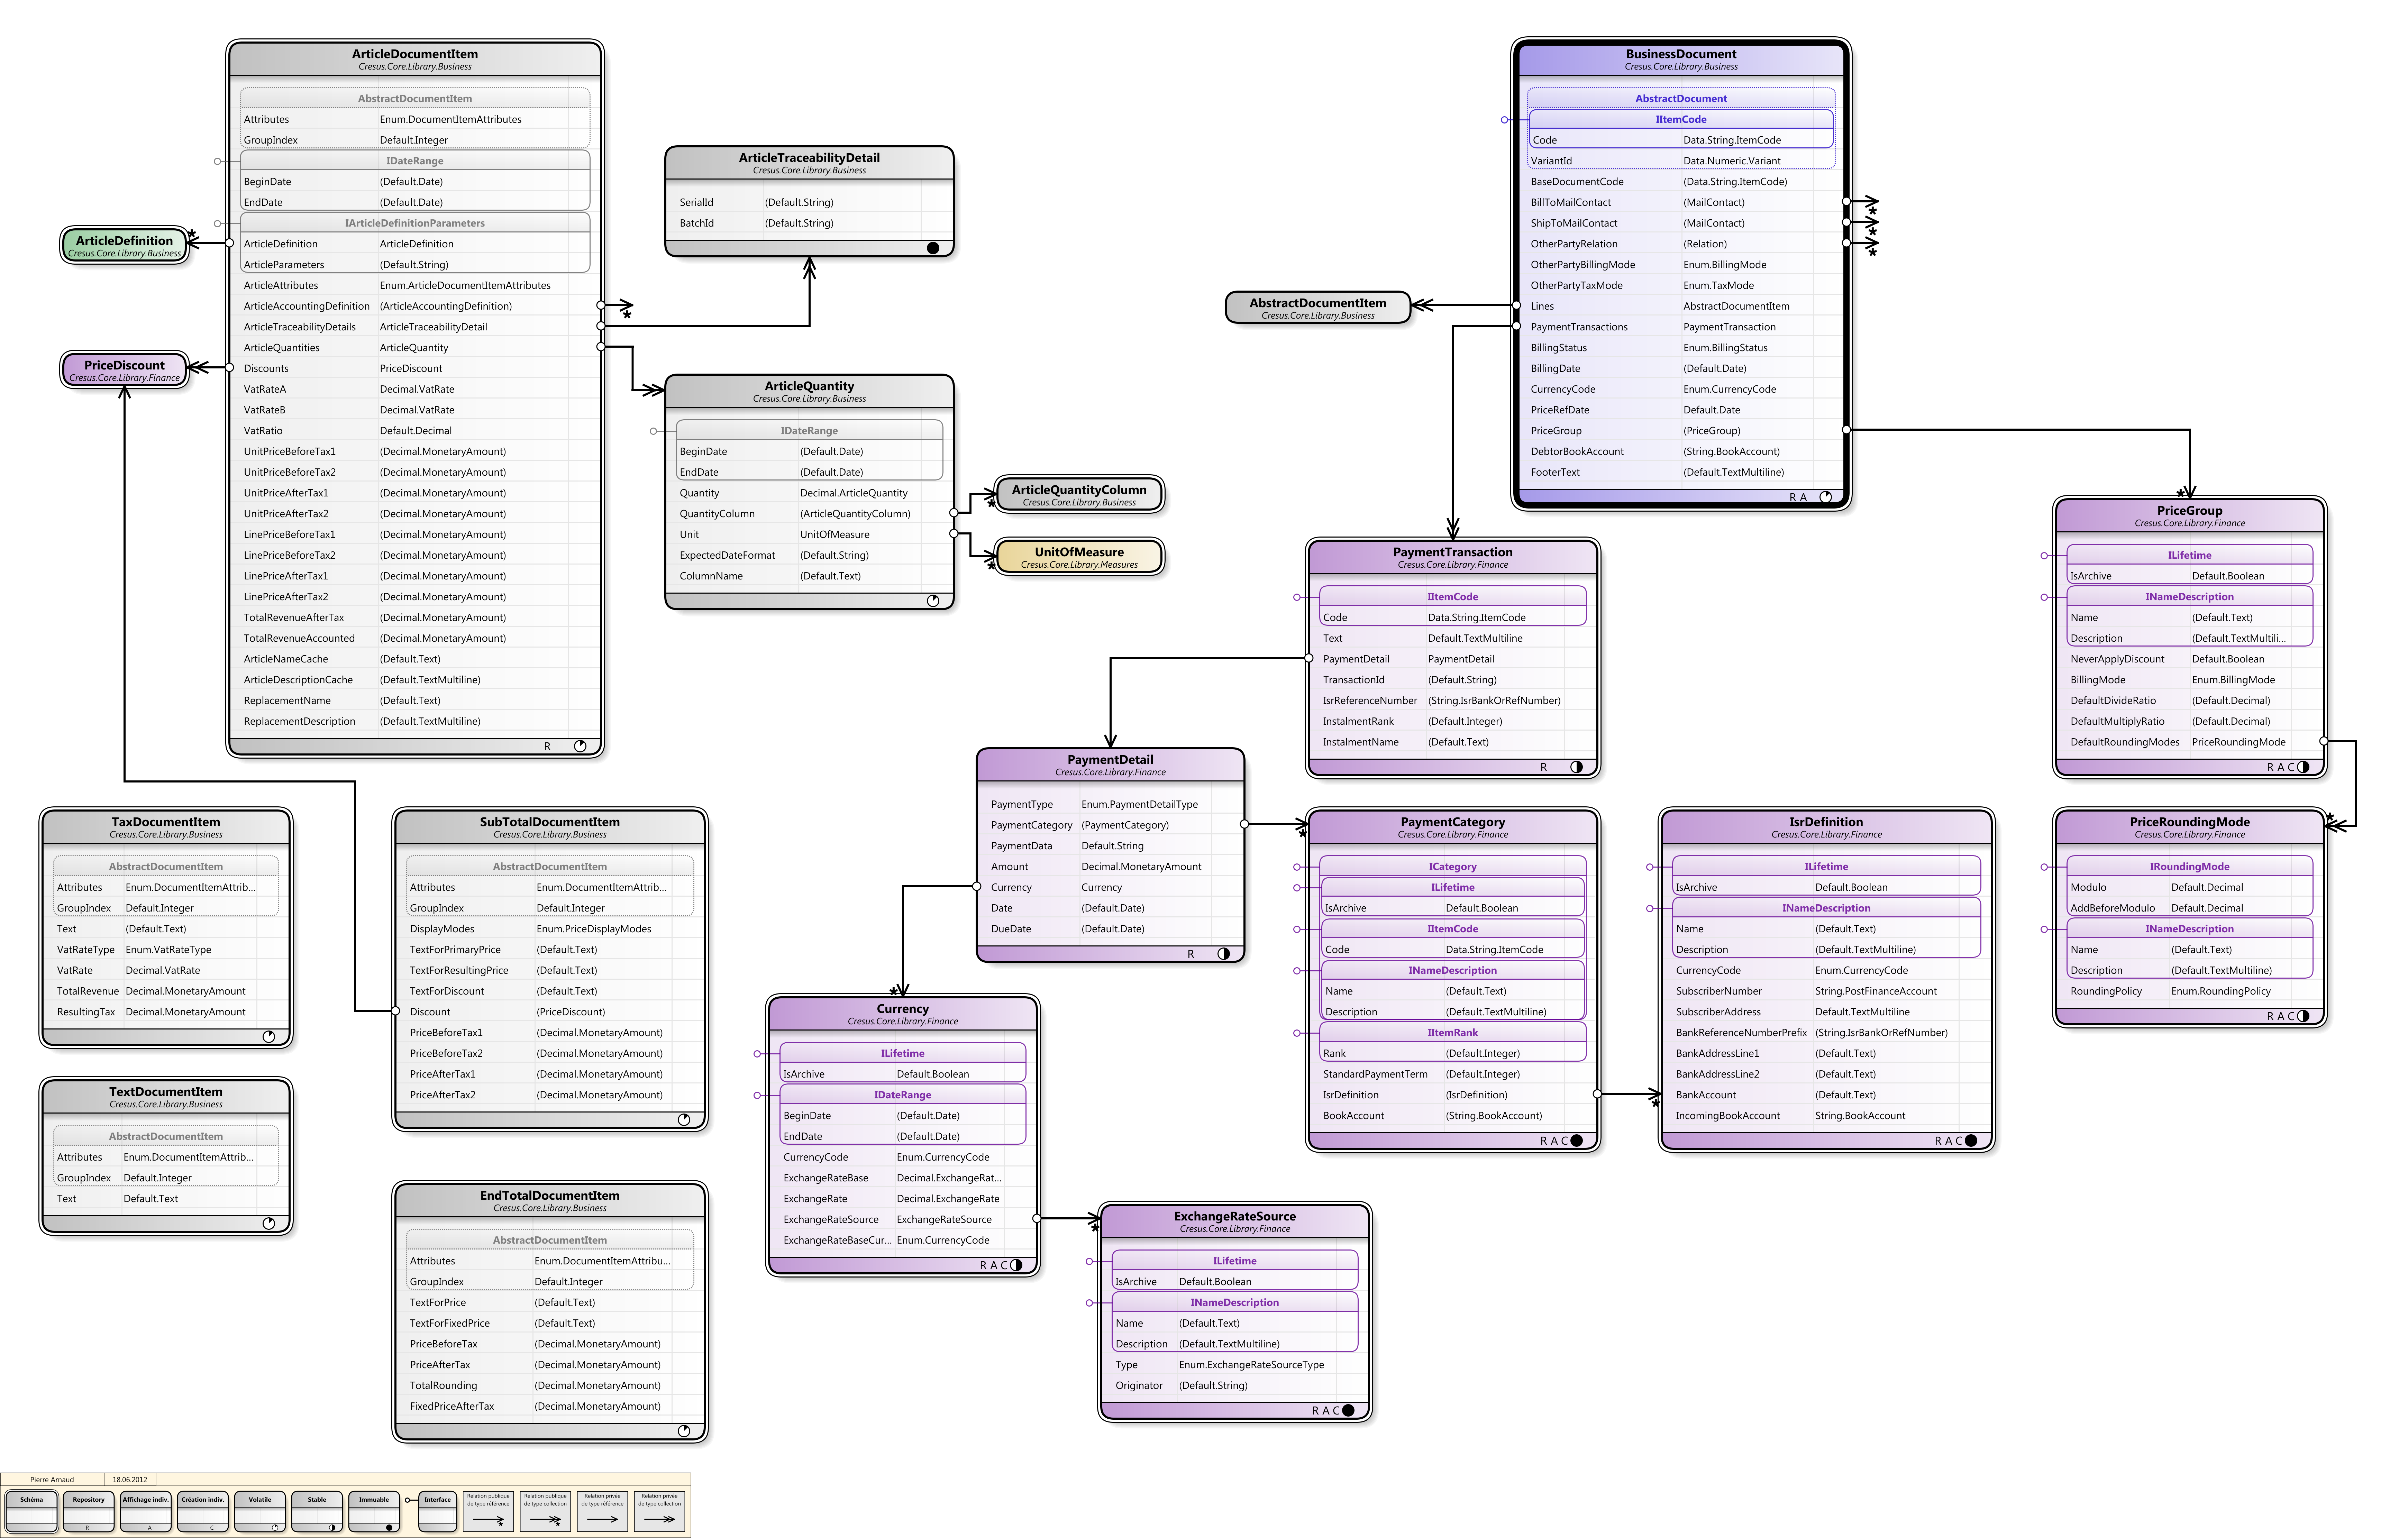 ArticleDocumentItem
Cresus.Core.Library.Business
AbstractDocumentItem
Attributes Enum.DocumentItemAttributes
GroupIndex Default.Integer
IDateRange
BeginDate (Default.Date)
EndDate (Default.Date)
IArticleDefinitionParameters
ArticleDefinition ArticleDefinition
ArticleParameters (Default.String)
ArticleAttributes Enum.ArticleDocumentItemAttributes
ArticleAccountingDefinition (ArticleAccountingDefinition)
*
ArticleTraceabilityDetails ArticleTraceabilityDetail
ArticleQuantities ArticleQuantity
Discounts PriceDiscount
VatRateA Decimal.VatRate
VatRateB Decimal.VatRate
VatRatio Default.Decimal
UnitPriceBeforeTax1 (Decimal.MonetaryAmount)
UnitPriceBeforeTax2 (Decimal.MonetaryAmount)
UnitPriceAfterTax1 (Decimal.MonetaryAmount)
UnitPriceAfterTax2 (Decimal.MonetaryAmount)
LinePriceBeforeTax1 (Decimal.MonetaryAmount)
LinePriceBeforeTax2 (Decimal.MonetaryAmount)
LinePriceAfterTax1 (Decimal.MonetaryAmount)
LinePriceAfterTax2 (Decimal.MonetaryAmount)
TotalRevenueAfterTax (Decimal.MonetaryAmount)
TotalRevenueAccounted (Decimal.MonetaryAmount)
ArticleNameCache (Default.Text)
ArticleDescriptionCache (Default.TextMultiline)
ReplacementName (Default.Text)
ReplacementDescription (Default.TextMultiline)
R
ArticleDefinition
Cresus.Core.Library.Business
*
PriceDiscount
Cresus.Core.Library.Finance
ArticleTraceabilityDetail
Cresus.Core.Library.Business
SerialId (Default.String)
BatchId (Default.String)
ArticleQuantity
Cresus.Core.Library.Business
IDateRange
BeginDate (Default.Date)
EndDate (Default.Date)
Quantity Decimal.ArticleQuantity
QuantityColumn (ArticleQuantityColumn)
Unit UnitOfMeasure
ExpectedDateFormat (Default.String)
ColumnName (Default.Text)
ArticleQuantityColumn
Cresus.Core.Library.Business
*
UnitOfMeasure
Cresus.Core.Library.Measures
*
BusinessDocument
Cresus.Core.Library.Business
AbstractDocument
IItemCode
Code Data.String.ItemCode
VariantId Data.Numeric.Variant
BaseDocumentCode (Data.String.ItemCode)
BillToMailContact (MailContact)
*
ShipToMailContact (MailContact)
*
OtherPartyRelation (Relation)
*
OtherPartyBillingMode Enum.BillingMode
OtherPartyTaxMode Enum.TaxMode
Lines AbstractDocumentItem
PaymentTransactions PaymentTransaction
BillingStatus Enum.BillingStatus
BillingDate (Default.Date)
CurrencyCode Enum.CurrencyCode
PriceRefDate Default.Date
PriceGroup (PriceGroup)
DebtorBookAccount (String.BookAccount)
FooterText (Default.TextMultiline)
R A
AbstractDocumentItem
Cresus.Core.Library.Business
PaymentTransaction
Cresus.Core.Library.Finance
IItemCode
Code Data.String.ItemCode
Text Default.TextMultiline
PaymentDetail PaymentDetail
TransactionId (Default.String)
IsrReferenceNumber (String.IsrBankOrRefNumber)
InstalmentRank (Default.Integer)
InstalmentName (Default.Text)
R
*
PriceGroup
Cresus.Core.Library.Finance
ILifetime
IsArchive Default.Boolean
INameDescription
Name (Default.Text)
Description (Default.TextMultili...
NeverApplyDiscount Default.Boolean
BillingMode Enum.BillingMode
DefaultDivideRatio (Default.Decimal)
DefaultMultiplyRatio (Default.Decimal)
DefaultRoundingModes PriceRoundingMode
R A C
PaymentDetail
Cresus.Core.Library.Finance
PaymentType Enum.PaymentDetailType
PaymentCategory (PaymentCategory)
PaymentData Default.String
Amount Decimal.MonetaryAmount
Currency Currency
Date (Default.Date)
DueDate (Default.Date)
R
TaxDocumentItem
Cresus.Core.Library.Business
AbstractDocumentItem
Attributes Enum.DocumentItemAttrib...
GroupIndex Default.Integer
Text (Default.Text)
VatRateType Enum.VatRateType
VatRate Decimal.VatRate
TotalRevenue Decimal.MonetaryAmount
ResultingTax Decimal.MonetaryAmount
SubTotalDocumentItem
Cresus.Core.Library.Business
AbstractDocumentItem
Attributes Enum.DocumentItemAttrib...
GroupIndex Default.Integer
DisplayModes Enum.PriceDisplayModes
TextForPrimaryPrice (Default.Text)
TextForResultingPrice (Default.Text)
TextForDiscount (Default.Text)
Discount (PriceDiscount)
PriceBeforeTax1 (Decimal.MonetaryAmount)
PriceBeforeTax2 (Decimal.MonetaryAmount)
PriceAfterTax1 (Decimal.MonetaryAmount)
PriceAfterTax2 (Decimal.MonetaryAmount)
PaymentCategory
Cresus.Core.Library.Finance
*
ICategory
ILifetime
IsArchive Default.Boolean
IItemCode
Code Data.String.ItemCode
INameDescription
Name (Default.Text)
Description (Default.TextMultiline)
IItemRank
Rank (Default.Integer)
StandardPaymentTerm (Default.Integer)
IsrDefinition (IsrDefinition)
BookAccount (String.BookAccount)
R A C
IsrDefinition
Cresus.Core.Library.Finance
ILifetime
IsArchive Default.Boolean
INameDescription
Name (Default.Text)
Description (Default.TextMultiline)
CurrencyCode Enum.CurrencyCode
SubscriberNumber String.PostFinanceAccount
SubscriberAddress Default.TextMultiline
BankReferenceNumberPrefix (String.IsrBankOrRefNumber)
BankAddressLine1 (Default.Text)
BankAddressLine2 (Default.Text)
BankAccount (Default.Text)
*
IncomingBookAccount String.BookAccount
R A C
PriceRoundingMode
Cresus.Core.Library.Finance
*
IRoundingMode
Modulo Default.Decimal
AddBeforeModulo Default.Decimal
INameDescription
Name (Default.Text)
Description (Default.TextMultiline)
RoundingPolicy Enum.RoundingPolicy
R A C
*
Currency
Cresus.Core.Library.Finance
ILifetime
IsArchive Default.Boolean
IDateRange
BeginDate (Default.Date)
EndDate (Default.Date)
CurrencyCode Enum.CurrencyCode
ExchangeRateBase Decimal.ExchangeRat...
ExchangeRate Decimal.ExchangeRate
ExchangeRateSource ExchangeRateSource
ExchangeRateBaseCur... Enum.CurrencyCode
R A C
TextDocumentItem
Cresus.Core.Library.Business
AbstractDocumentItem
Attributes Enum.DocumentItemAttrib...
GroupIndex Default.Integer
Text Default.Text
EndTotalDocumentItem
Cresus.Core.Library.Business
AbstractDocumentItem
Attributes Enum.DocumentItemAttribu...
GroupIndex Default.Integer
TextForPrice (Default.Text)
TextForFixedPrice (Default.Text)
PriceBeforeTax (Decimal.MonetaryAmount)
PriceAfterTax (Decimal.MonetaryAmount)
TotalRounding (Decimal.MonetaryAmount)
FixedPriceAfterTax (Decimal.MonetaryAmount)
ExchangeRateSource
Cresus.Core.Library.Finance
*
ILifetime
IsArchive Default.Boolean
INameDescription
Name (Default.Text)
Description (Default.TextMultiline)
Type Enum.ExchangeRateSourceType
Originator (Default.String)
R A C
Pierre Arnaud 18.06.2012
Schéma Repository Affichage indiv. Création indiv. Volatile Stable Immuable Interface
R A C
Relation publique de type référence
*
Relation publique de type collection
*
Relation privée de type référence
Relation privée de type collection